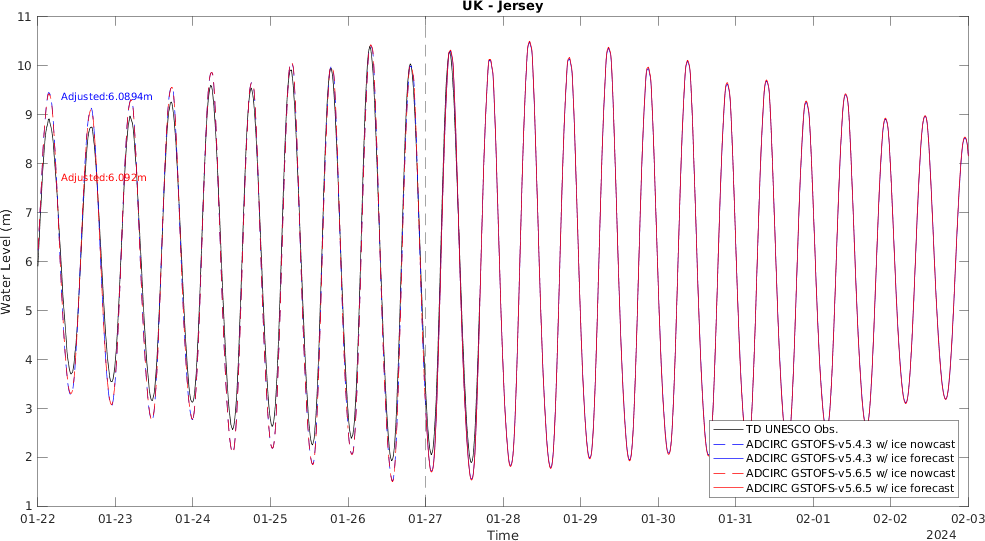 UK - Jersey
11
10
9
8
7
6
5
4
3
2
1
Water Level (m)
Adjusted:6.0894m
Adjusted:6.092m
TD UNESCO Obs.
ADCIRC GSTOFS-v5.4.3 w/ ice nowcast
ADCIRC GSTOFS-v5.4.3 w/ ice forecast
ADCIRC GSTOFS-v5.6.5 w/ ice nowcast
ADCIRC GSTOFS-v5.6.5 w/ ice forecast
01-22 01-23 01-24 01-25 01-26 01-27 01-28 01-29 01-30 01-31 02-01 02-02 02-03
Time
2024